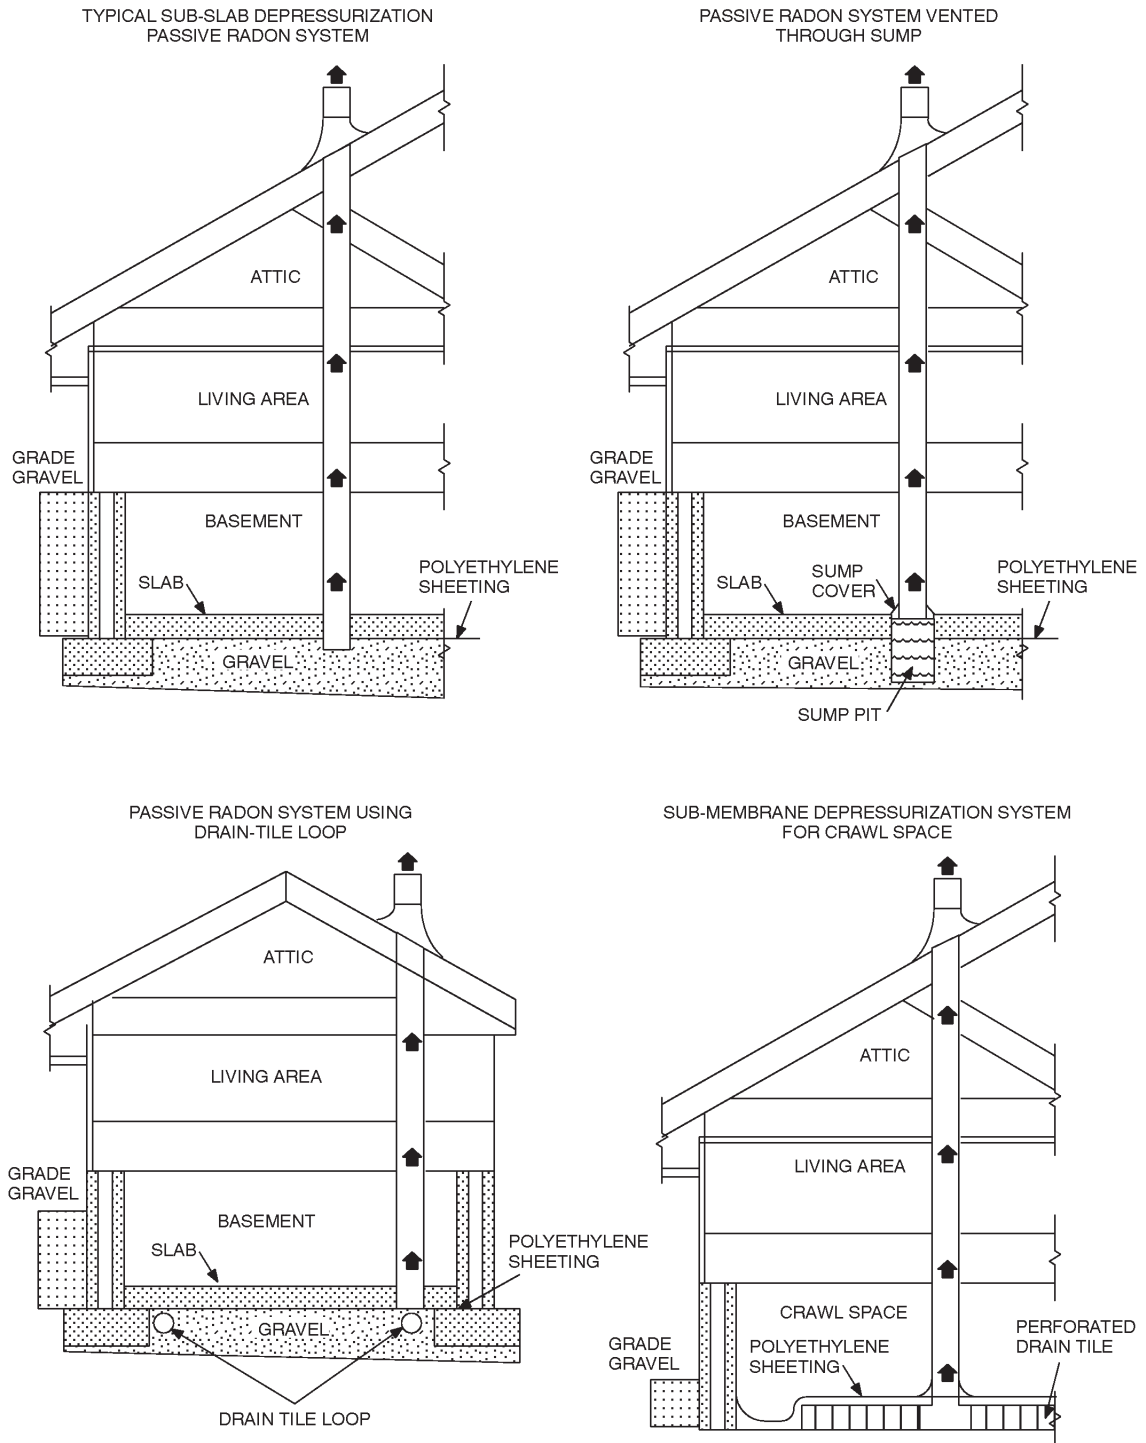 TYPICAL SUB-SLAB DEPRESSURIZATION
PASSIVE RADON SYSTEM
ATTIC
LIVING AREA
GRADE
GRAVEL
BASEMENT
SLAB
POLYETHYLENE
SHEETING
GRAVEL
PASSIVE RADON SYSTEM VENTED
THROUGH SUMP
ATTIC
LIVING AREA
GRADE
GRAVEL
BASEMENT
SLAB
SUMP
COVER
POLYETHYLENE
SHEETING
GRAVEL
SUMP PIT
PASSIVE RADON SYSTEM USING
DRAIN-TILE LOOP
ATTIC
LIVING AREA
GRADE
GRAVEL
BASEMENT
SLAB
POLYETHYLENE
SHEETING
GRAVEL
DRAIN TILE LOOP
SUB-MEMBRANE DEPRESSURIZATION SYSTEM
FOR CRAWL SPACE
ATTIC
LIVING AREA
CRAWL SPACE
GRADE
GRAVEL
POLYETHYLENE
SHEETING
PERFORATED
DRAIN TILE